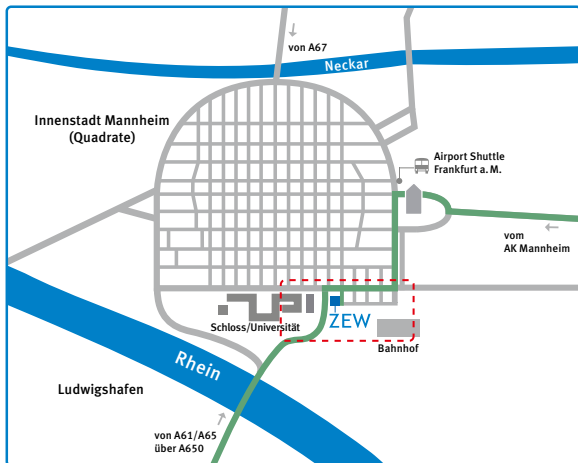 von A67
Neckar
Innenstadt Mannheim
(Quadrate)
Airport Shuttle
Frankfurt a. M.
vom
AK Mannheim
ZEW
Schloss/Universität
Bahnhof
Rhein
Ludwigshafen
von A61/A65
über A650